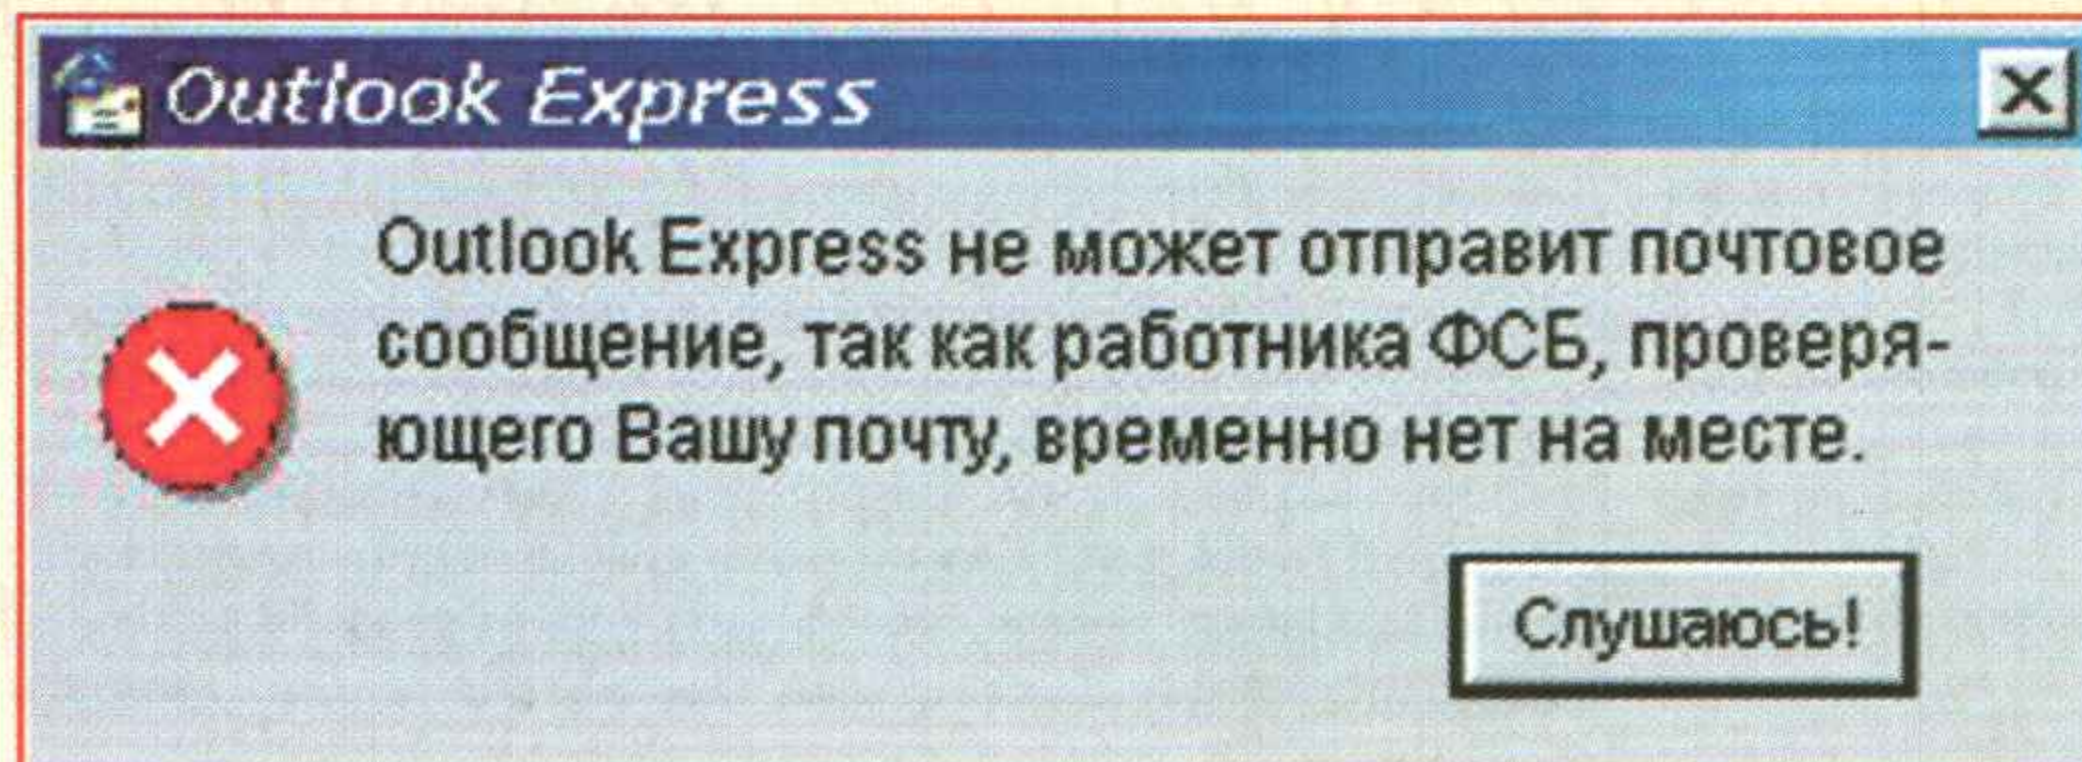 Outlook Express
Outlook Express не может отправит почтовое
сообщение, так как работника ФСБ, проверя-
ющего Вашу почту, временно нет на месте.
Слушаюсь!